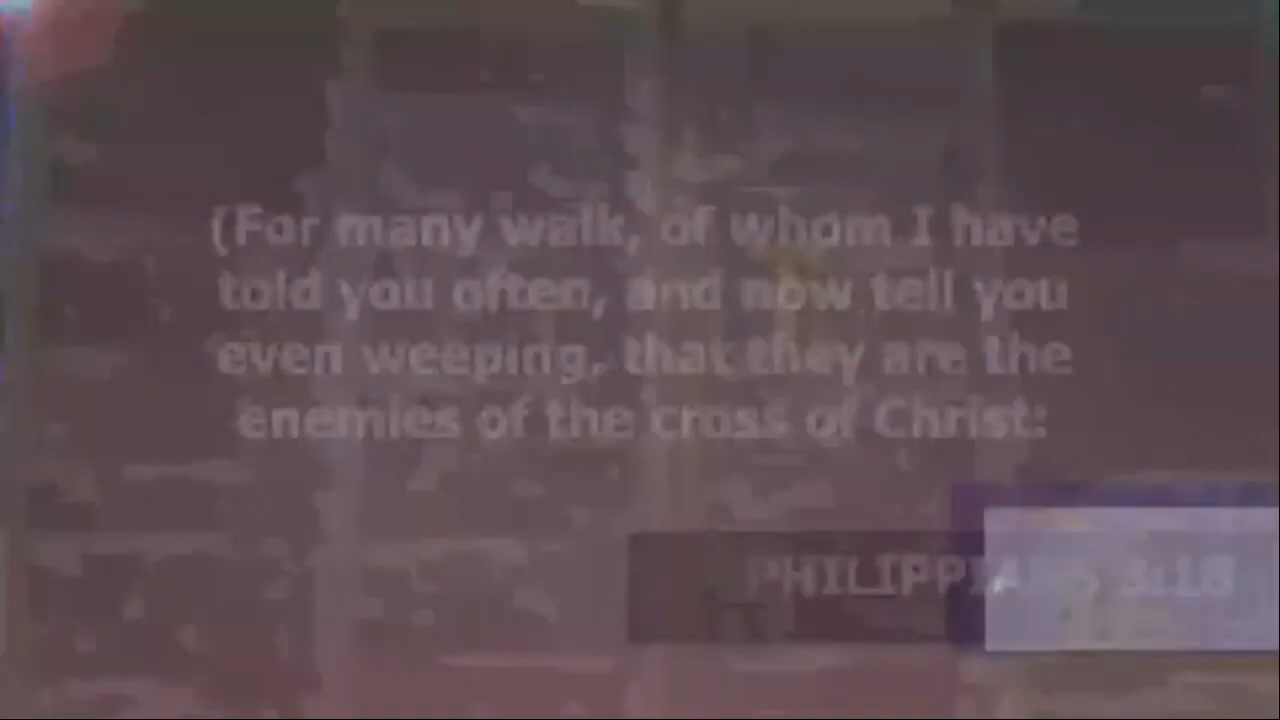 (For many walk, of whom I have
told you often, and now tell you
even weeping, that they are the
enemies of the cross of Christ:
PHILIPPIANS 3:18